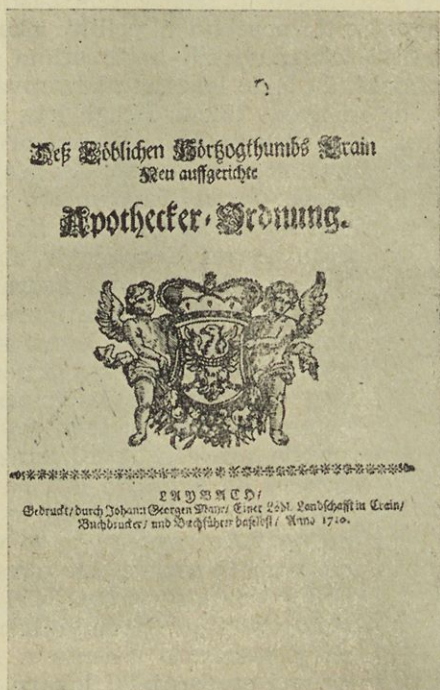 Deß Löblichen Hörtzogthumbs Crain
Neu auffgerichte
Apothecker-Ordnung.
LAYBACH/
Gedruckt/durch Johann Georgen Mayr/ Einer Löbl. Landschafft in Crain/
Buchdrucker/ und Buchführer daselbst/ Anno 1710.